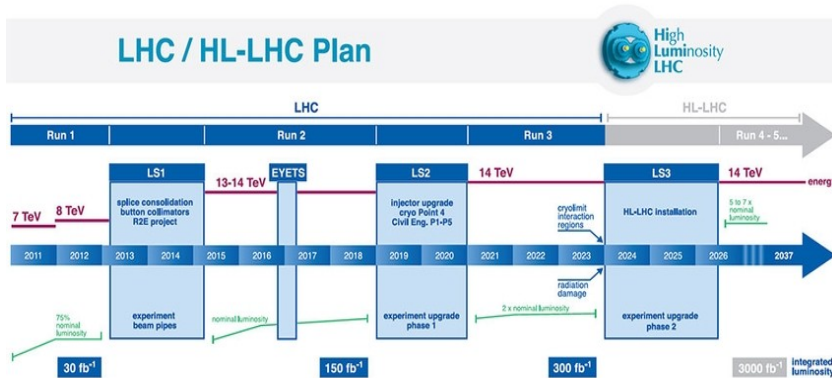 LHC / HL-LHC Plan
High
Luminosity
LHC
LHC
HL-LHC
Run 1
Run 2
Run 3
Run 4 - 5...
LS1
EYETS
LS2
LS3
7 TeV
8 TeV
13-14 TeV
14 TeV
14 TeV
energy
splice consolidation
button collimators
R2E project
injector upgrade
cryo Point 4
Civil Eng. P1-P5
cryolimit
interaction
regions
HL-LHC installation
5 to 7 x
nominal
luminosity
2011 2012 2013 2014 2015 2016 2017 2018 2019 2020 2021 2022 2023 2024 2025 2026 2037
radiation
damage
75%
nominal
luminosity
experiment
beam pipes
nominal luminosity
experiment upgrade
phase 1
2 x nominal luminosity
experiment upgrade
phase 2
30 fb-1
150 fb-1
300 fb-1
3000 fb-1
integrated
luminosity